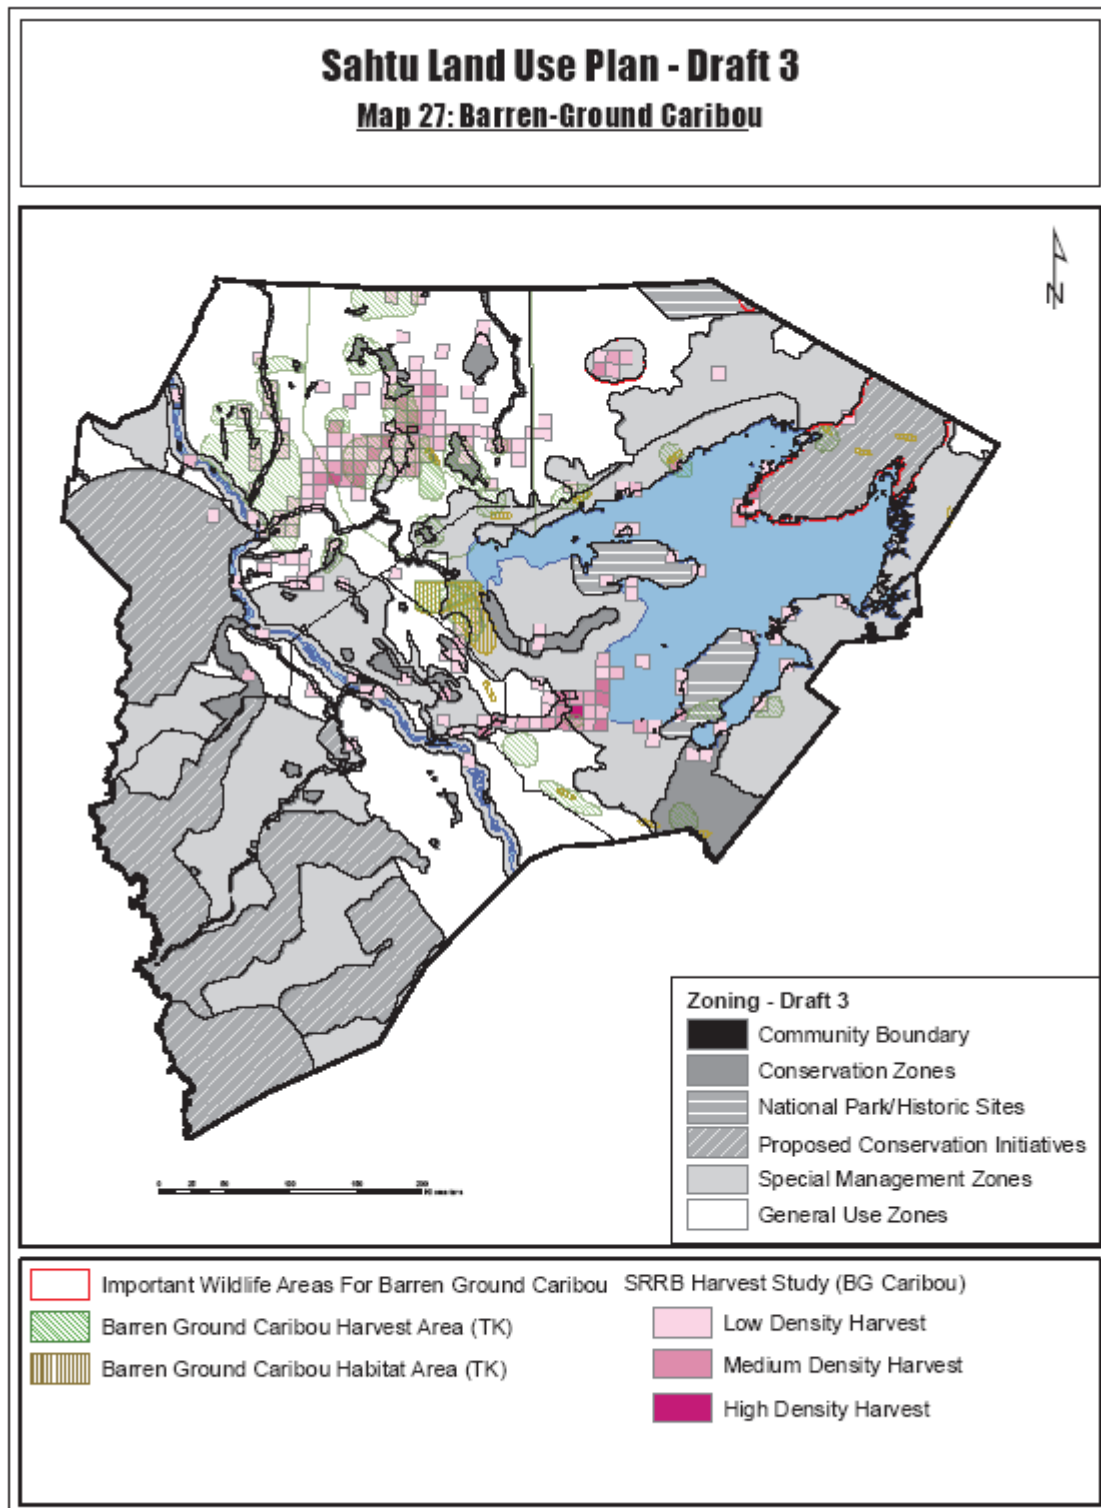 Sahtu Land Use Plan - Draft 3
Map 27: Barren-Ground Caribou
N
Zoning - Draft 3
Community Boundary
Conservation Zones
National Park/Historic Sites
Proposed Conservation Initiatives
Special Management Zones
General Use Zones
Important Wildlife Areas For Barren Ground Caribou
Barren Ground Caribou Harvest Area (TK)
Barren Ground Caribou Habitat Area (TK)
SRRB Harvest Study (BG Caribou)
Low Density Harvest
Medium Density Harvest
High Density Harvest